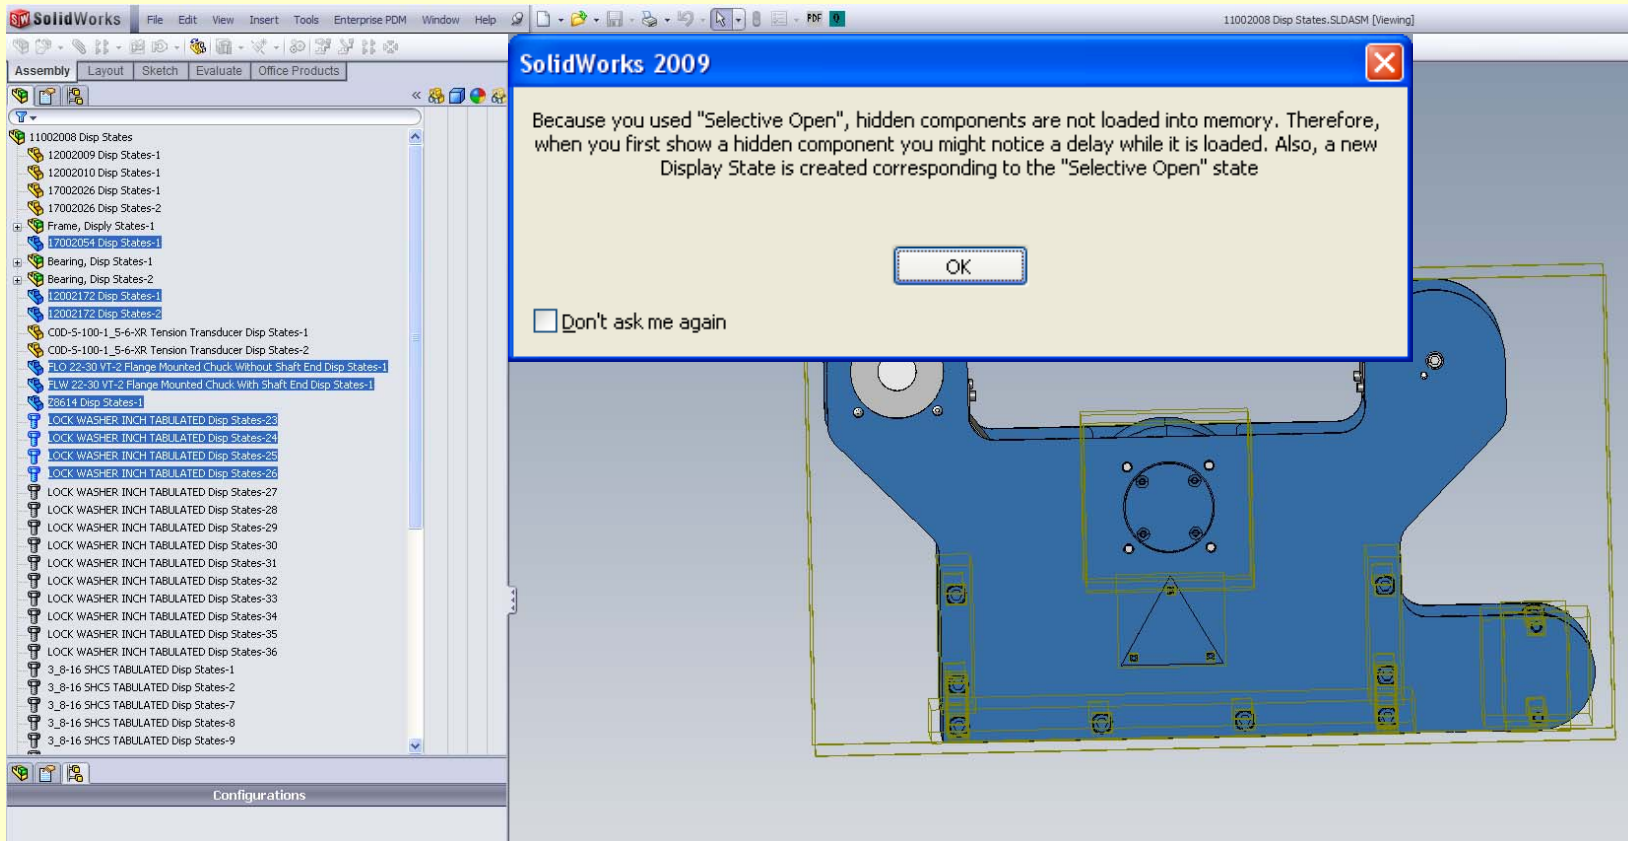 SolidWorks File Edit View Insert Tools Enterprise PDM Window Help PDF 11002008 Disp States.SLDASM [Viewing]
Assembly Layout Sketch Evaluate Office Products
SolidWorks 2009
Because you used "Selective Open", hidden components are not loaded into memory. Therefore,
when you first show a hidden component you might notice a delay while it is loaded. Also, a new
Display State is created corresponding to the "Selective Open" state
OK
Don't ask me again
11002008 Disp States
12002009 Disp States-1
12002010 Disp States-1
17002026 Disp States-1
17002026 Disp States-2
Frame, Disply States-1
17002054 Disp States-1
Bearing, Disp States-1
Bearing, Disp States-2
12002172 Disp States-1
12002172 Disp States-2
C0D-S-100-1_5-6-XR Tension Transducer Disp States-1
C0D-S-100-1_5-6-XR Tension Transducer Disp States-2
FLO 22-30 VT-2 Flange Mounted Chuck Without Shaft End Disp States-1
FLW 22-30 VT-2 Flange Mounted Chuck With Shaft End Disp States-1
Z8614 Disp States-1
LOCK WASHER INCH TABULATED Disp States-23
LOCK WASHER INCH TABULATED Disp States-24
LOCK WASHER INCH TABULATED Disp States-25
LOCK WASHER INCH TABULATED Disp States-26
LOCK WASHER INCH TABULATED Disp States-27
LOCK WASHER INCH TABULATED Disp States-28
LOCK WASHER INCH TABULATED Disp States-29
LOCK WASHER INCH TABULATED Disp States-30
LOCK WASHER INCH TABULATED Disp States-31
LOCK WASHER INCH TABULATED Disp States-32
LOCK WASHER INCH TABULATED Disp States-33
LOCK WASHER INCH TABULATED Disp States-34
LOCK WASHER INCH TABULATED Disp States-35
LOCK WASHER INCH TABULATED Disp States-36
3_8-16 SHCS TABULATED Disp States-1
3_8-16 SHCS TABULATED Disp States-2
3_8-16 SHCS TABULATED Disp States-7
3_8-16 SHCS TABULATED Disp States-8
3_8-16 SHCS TABULATED Disp States-9
Configurations